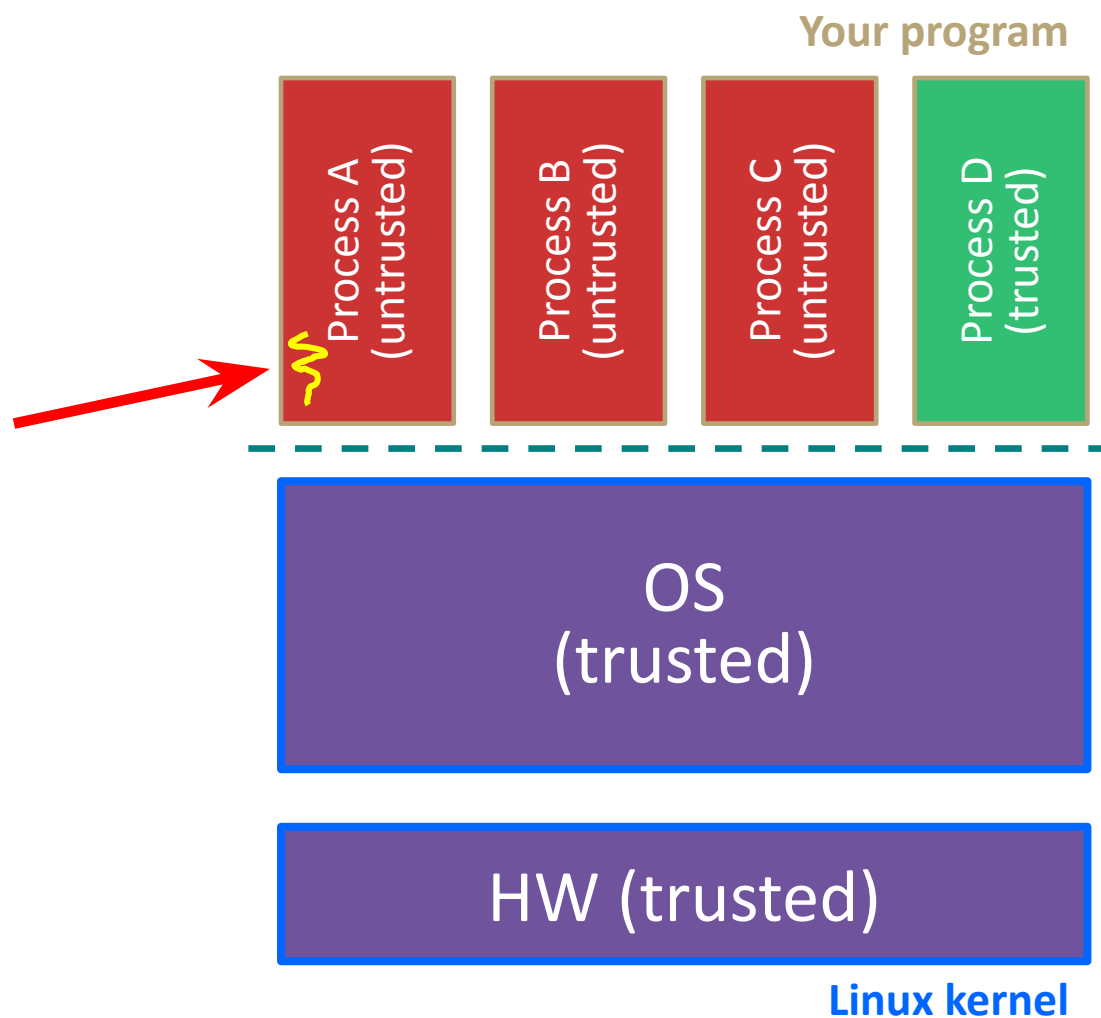 Your program
Process A
(untrusted)
Process B
(untrusted)
Process C
(untrusted)
Process D
(trusted)
OS
(trusted)
HW (trusted)
Linux kernel